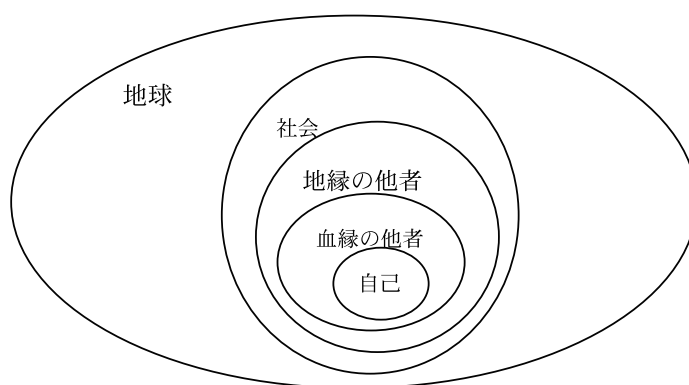 地球
社会
地縁の他者
血縁の他者
自己